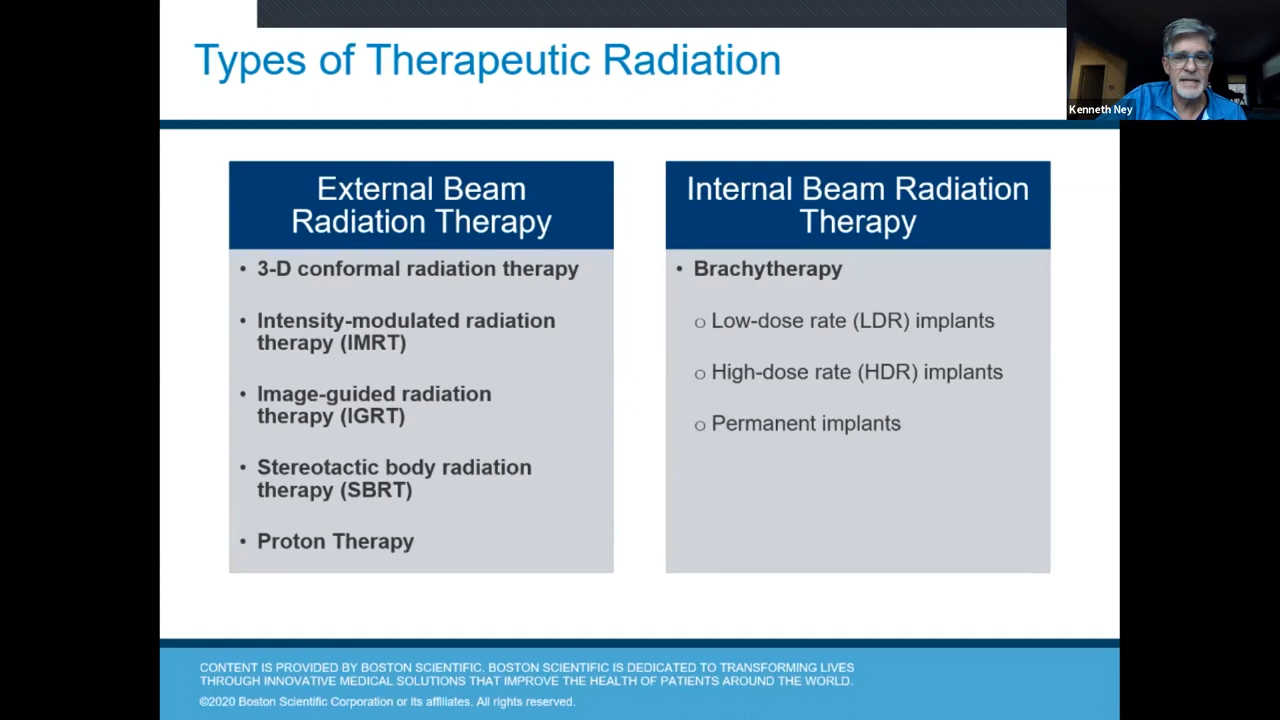 Types of Therapeutic Radiation
Kenneth Ney
External Beam
Radiation Therapy
• 3-D conformal radiation therapy
• Intensity-modulated radiation
therapy (IMRT)
• Image-guided radiation
therapy (IGRT)
• Stereotactic body radiation
therapy (SBRT)
• Proton Therapy
Internal Beam Radiation
Therapy
• Brachytherapy
o Low-dose rate (LDR) implants
o High-dose rate (HDR) implants
o Permanent implants
CONTENT IS PROVIDED BY BOSTON SCIENTIFIC. BOSTON SCIENTIFIC IS DEDICATED TO TRANSFORMING LIVES
THROUGH INNOVATIVE MEDICAL SOLUTIONS THAT IMPROVE THE HEALTH OF PATIENTS AROUND THE WORLD.
©2020 Boston Scientific Corporation or its affiliates. All rights reserved.